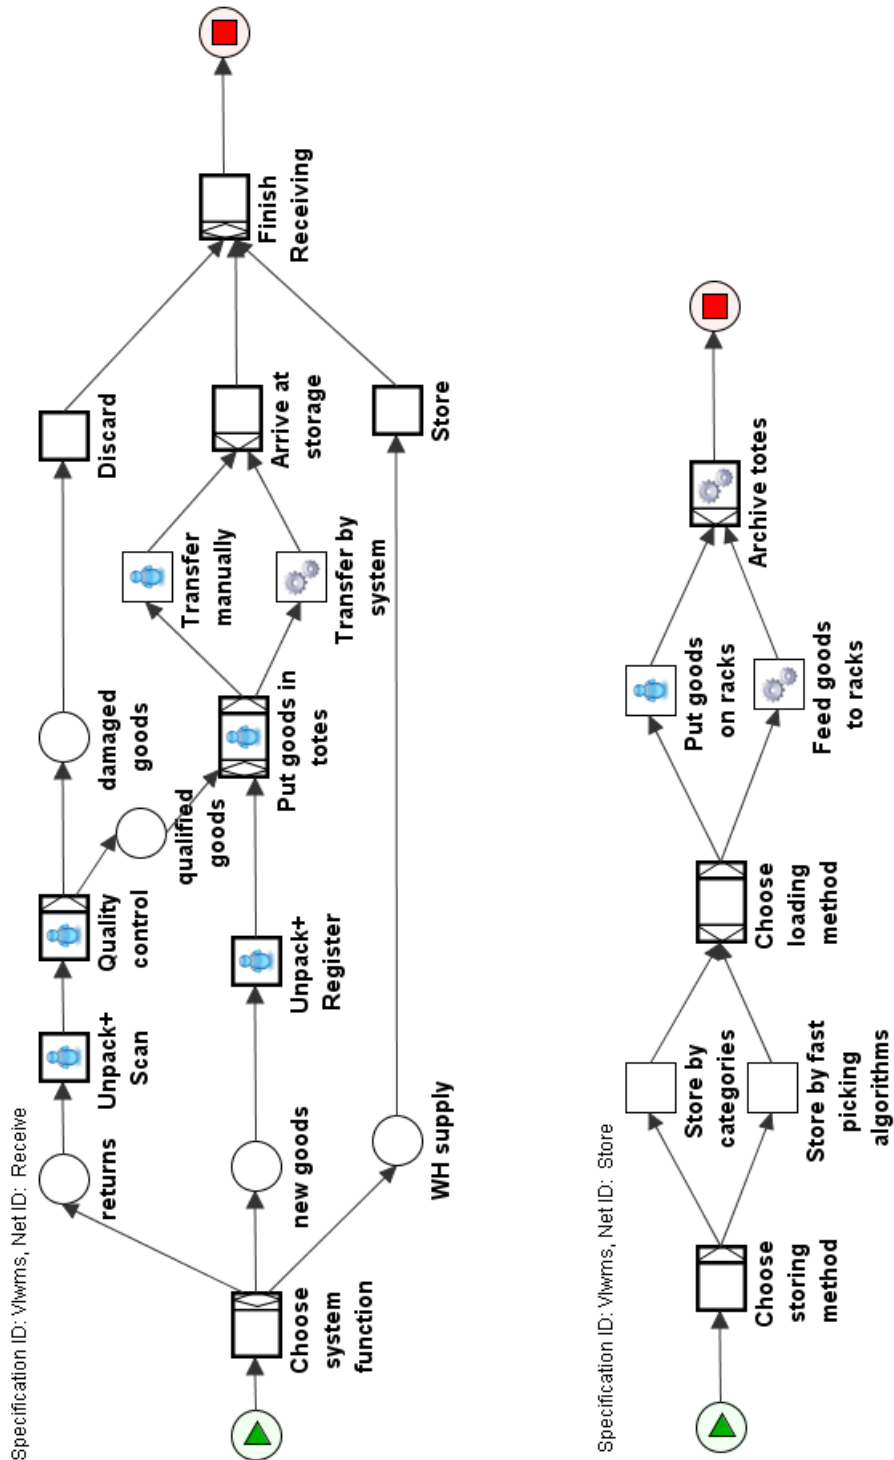 Specification ID: Vlwms, Net ID: Receive
returns
Unpack+
Scan
Quality
control
damaged
goods
Discard
qualified
goods
Choose
system
function
new goods
Unpack+
Register
Put goods in
totes
Transfer
manually
Transfer by
system
Arrive at
storage
Finish
Receiving
WH supply
Store
Specification ID: Vlwms, Net ID: Store
Choose
storing
method
Store by
categories
Store by fast
picking
algorithms
Choose
loading
method
Put goods
on racks
Feed goods
to racks
Archive totes